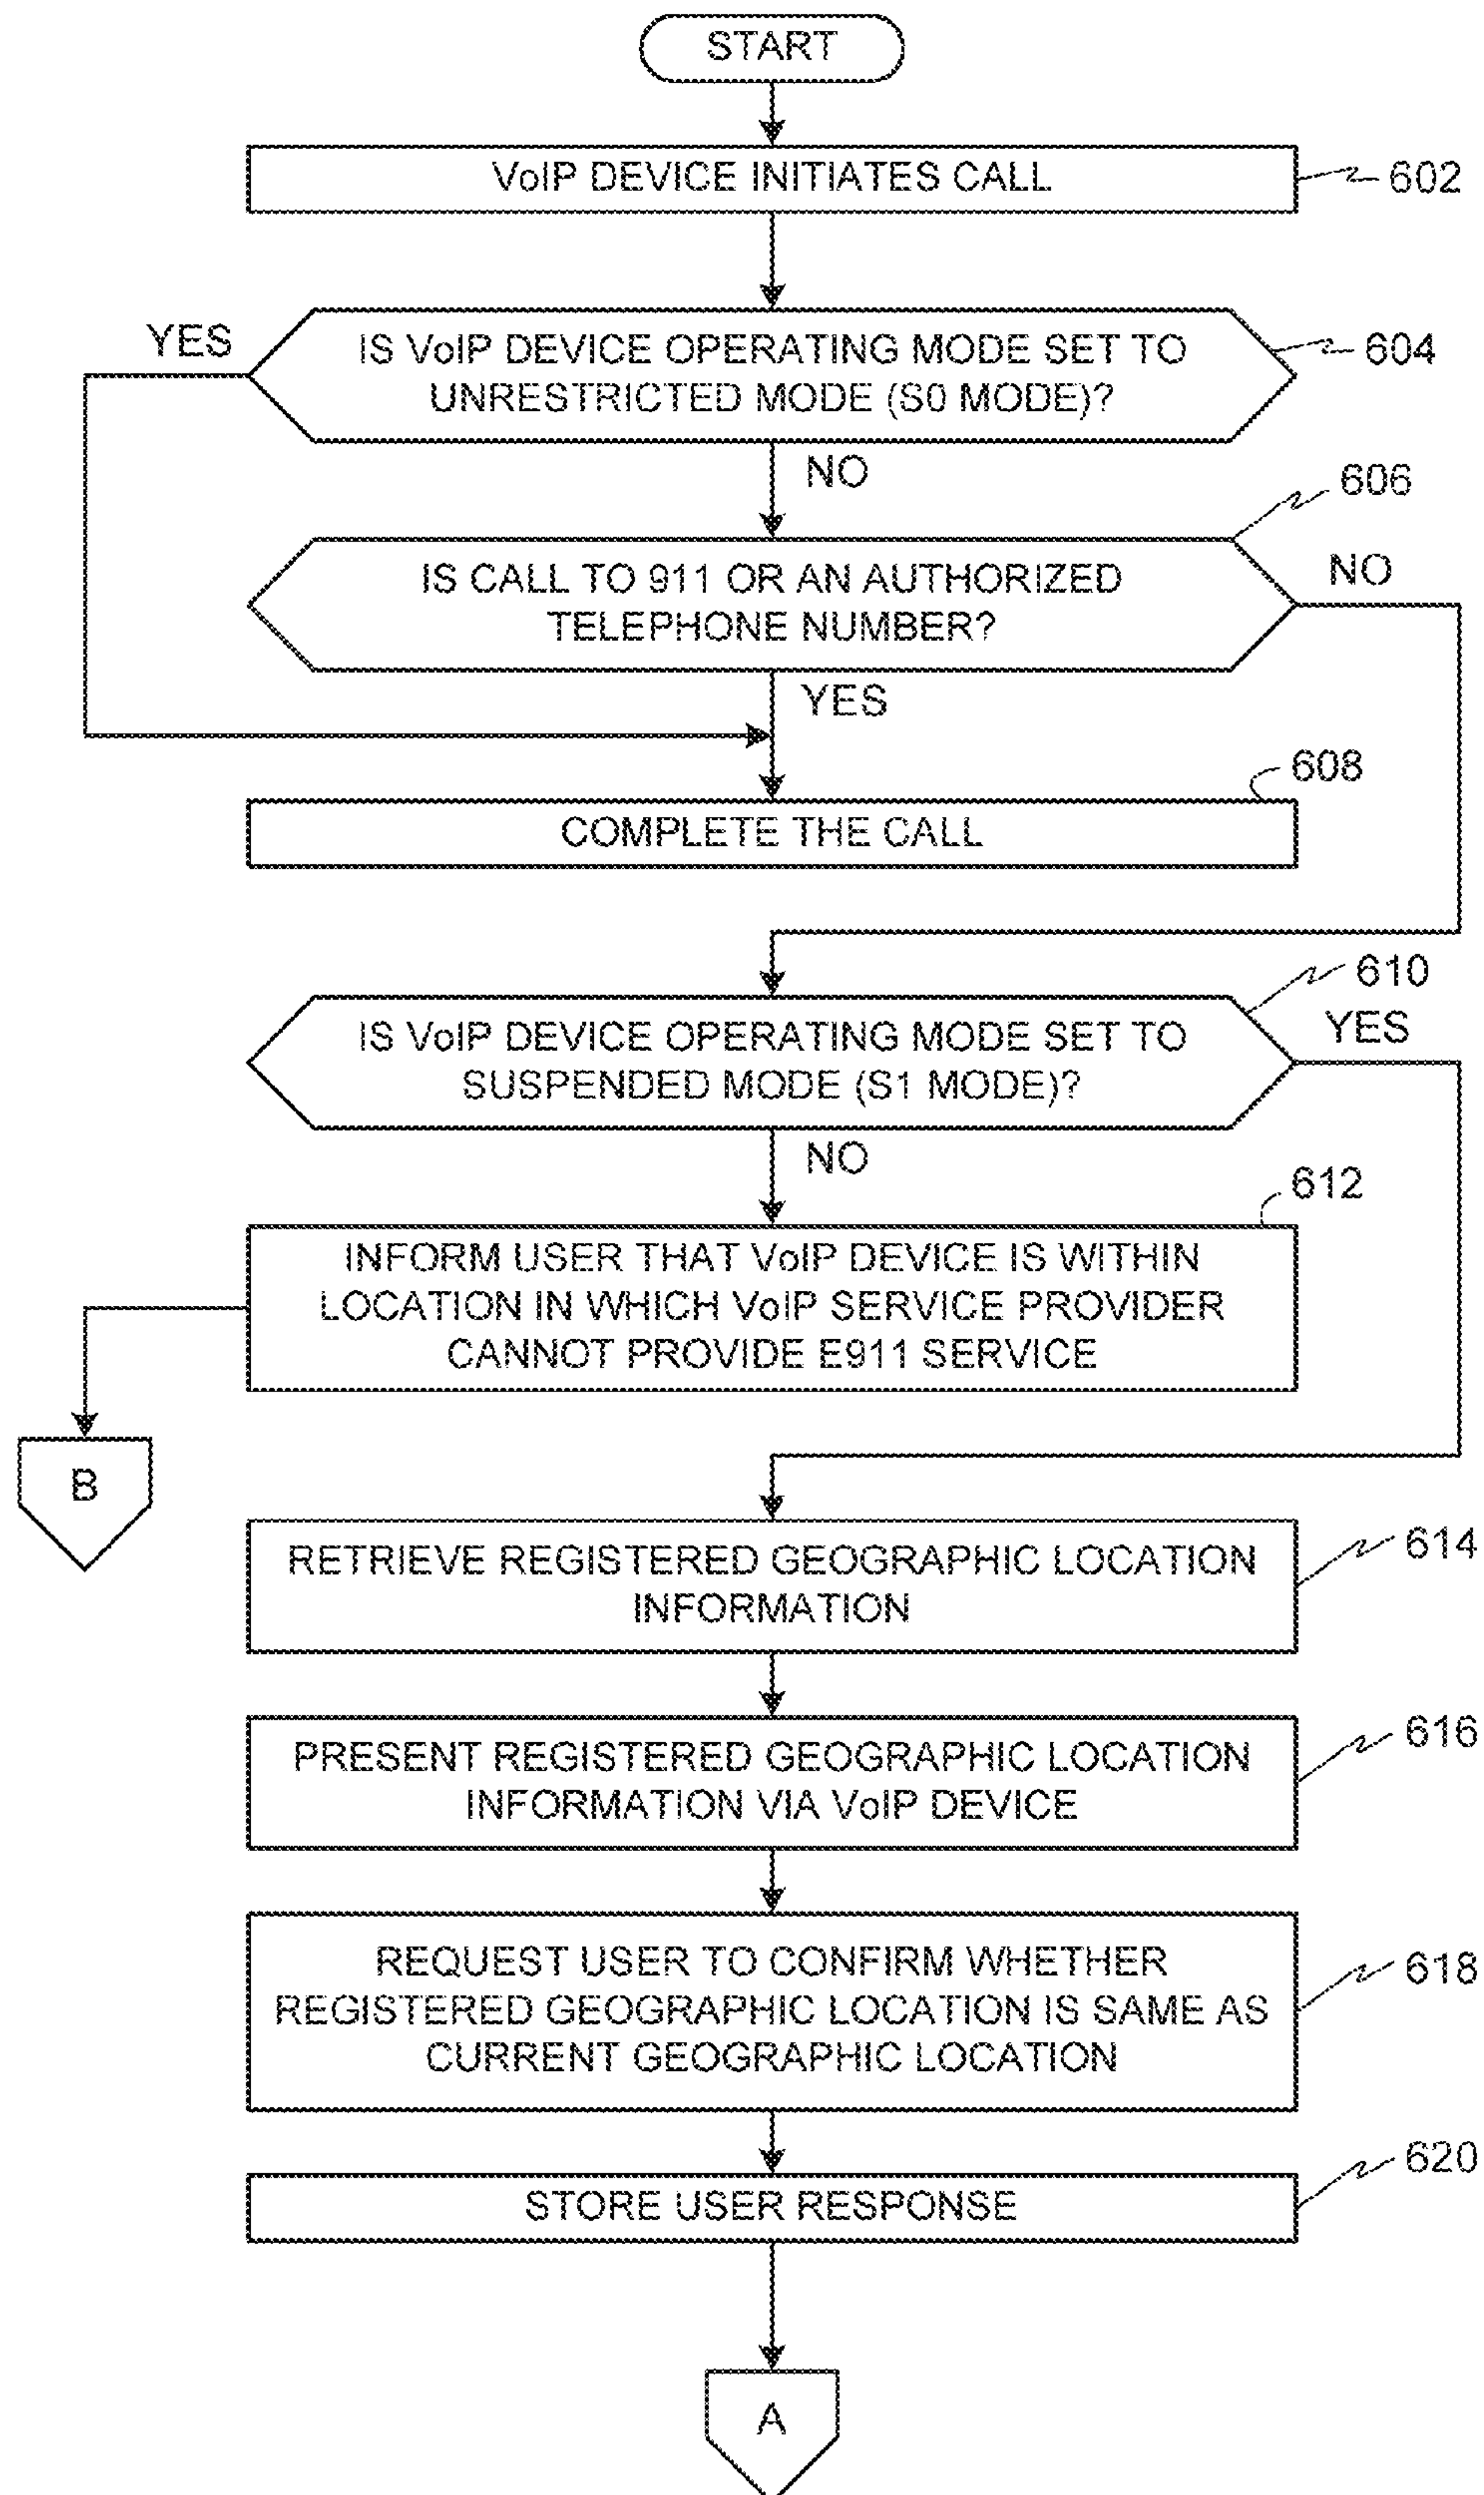 START
VoIP DEVICE INITIATES CALL
602
YES
IS VoIP DEVICE OPERATING MODE SET TO
UNRESTRICTED MODE (S0 MODE)?
604
NO
606
IS CALL TO 911 OR AN AUTHORIZED
TELEPHONE NUMBER?
NO
YES
608
COMPLETE THE CALL
610
IS VoIP DEVICE OPERATING MODE SET TO
SUSPENDED MODE (S1 MODE)?
YES
NO
612
INFORM USER THAT VoIP DEVICE IS WITHIN
LOCATION IN WHICH VoIP SERVICE PROVIDER
CANNOT PROVIDE E911 SERVICE
B
RETRIEVE REGISTERED GEOGRAPHIC LOCATION
INFORMATION
614
PRESENT REGISTERED GEOGRAPHIC LOCATION
INFORMATION VIA VoIP DEVICE
616
REQUEST USER TO CONFIRM WHETHER
REGISTERED GEOGRAPHIC LOCATION IS SAME AS
CURRENT GEOGRAPHIC LOCATION
618
STORE USER RESPONSE
620
A